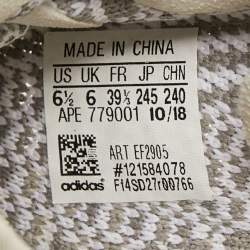 MADE IN CHINA
US UK FR JP CHN
6½ 6 39⅓ 245 240
APE 779001 10/18
ART EF2905
#121584078
adidas F14SD27r00766